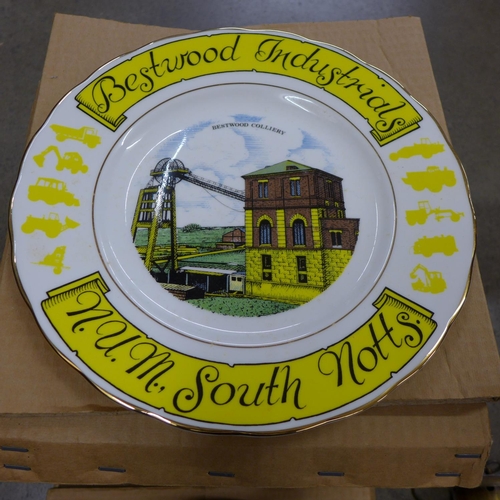 Bestwood Industrials
BESTWOOD COLLIERY
N.U.M., South Notts.